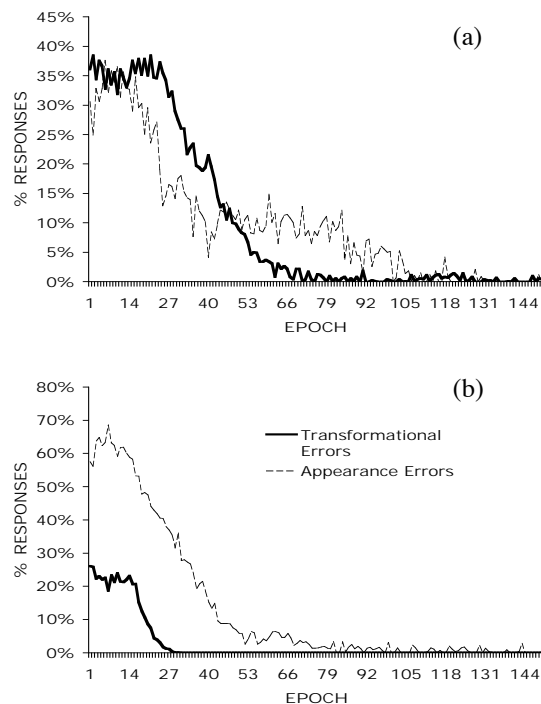 (a)
45%
40%
35%
30%
25%
20%
15%
10%
5%
0%
% RESPONSES
1 14 27 40 53 66 79 92 105 118 131 144
EPOCH
(b)
80%
70%
60%
50%
40%
30%
20%
10%
0%
% RESPONSES
Transformational
Errors
Appearance Errors
1 14 27 40 53 66 79 92 105 118 131 144
EPOCH